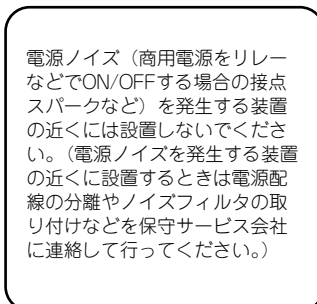 電源ノイズ（商用電源をリレー
などでON/OFFする場合の接点
スパークなど）を発生する装置
の近くには設置しないでくださ
い。（電源ノイズを発生する装置
の近くに設置するときは電源配
線の分離やノイズフィルタの取
り付けなどを保守サービス会社
に連絡して行ってください。）